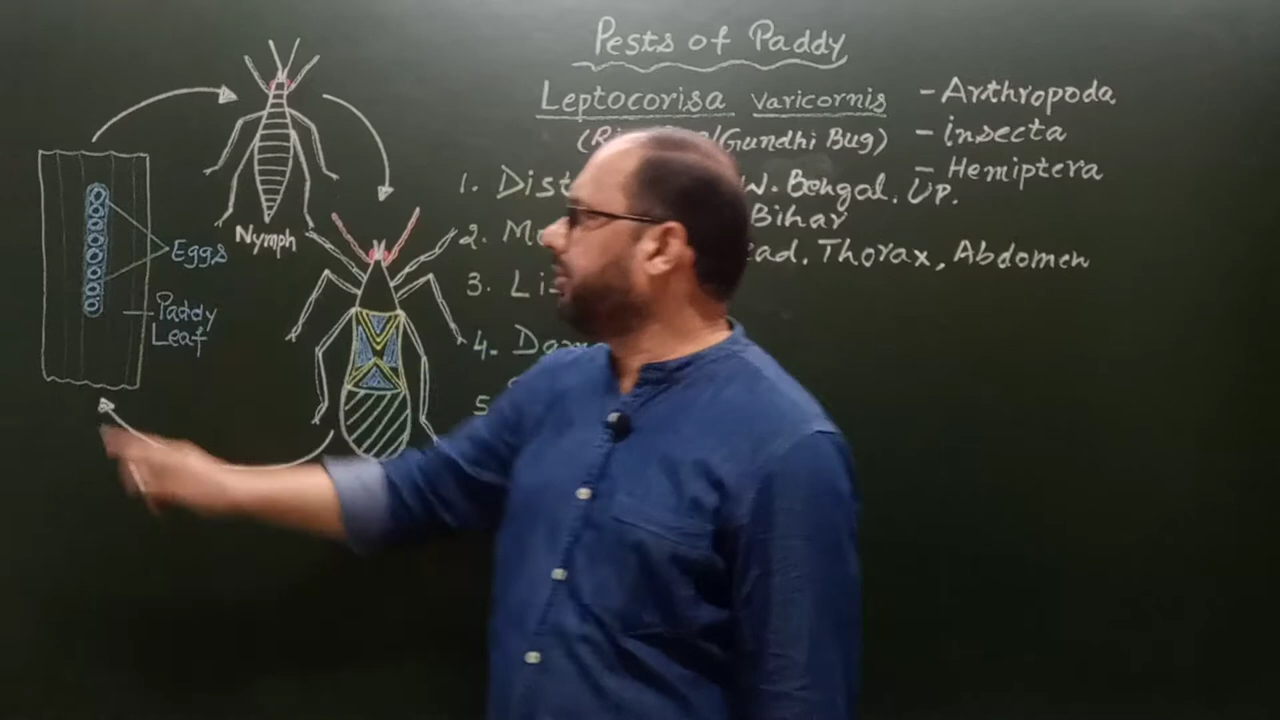 Pests of Paddy
Leptocorisa varicornis
- Arthropoda
- insecta
- Hemiptera
Gundhi Bug)
1. Dist
W. Bengal, UP.
Bihar
2.
Thorax, Abdomen
3. Li
4.
5
Nymph
Eggs
Paddy
Leaf